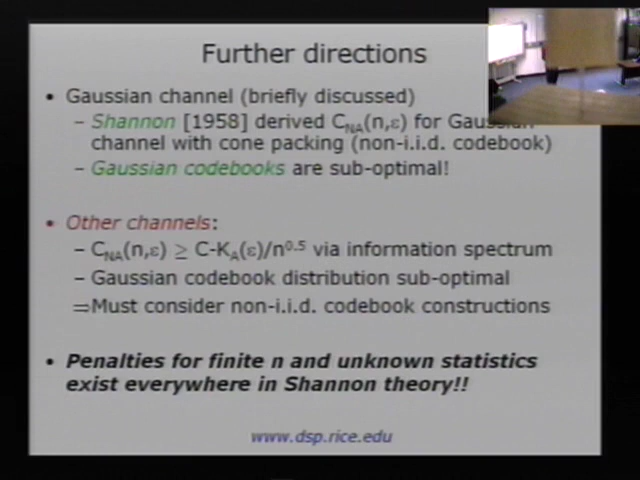 Further directions
• Gaussian channel (briefly discussed)
– Shannon [1958] derived C_NA(n,ε) for Gaussian
channel with cone packing (non-i.i.d. codebook)
– Gaussian codebooks are sub-optimal!
• Other channels:
– C_NA(n,ε) ≥ C-K_A(ε)/n^0.5 via information spectrum
– Gaussian codebook distribution sub-optimal
⇒Must consider non-i.i.d. codebook constructions
• Penalties for finite n and unknown statistics
exist everywhere in Shannon theory!!
www.dsp.rice.edu